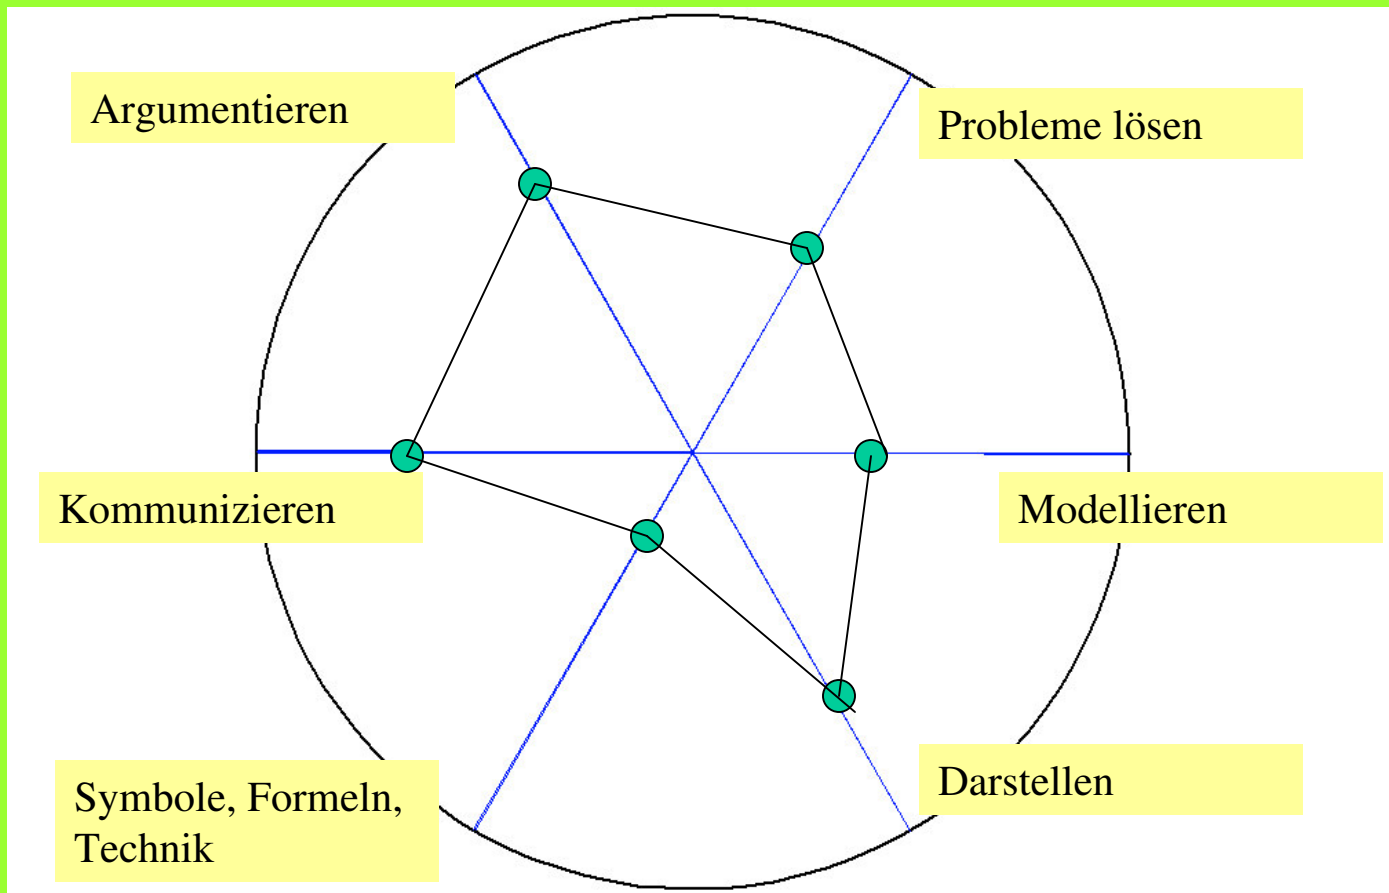 Argumentieren
Probleme lösen
Kommunizieren
Modellieren
Symbole, Formeln,
Technik
Darstellen